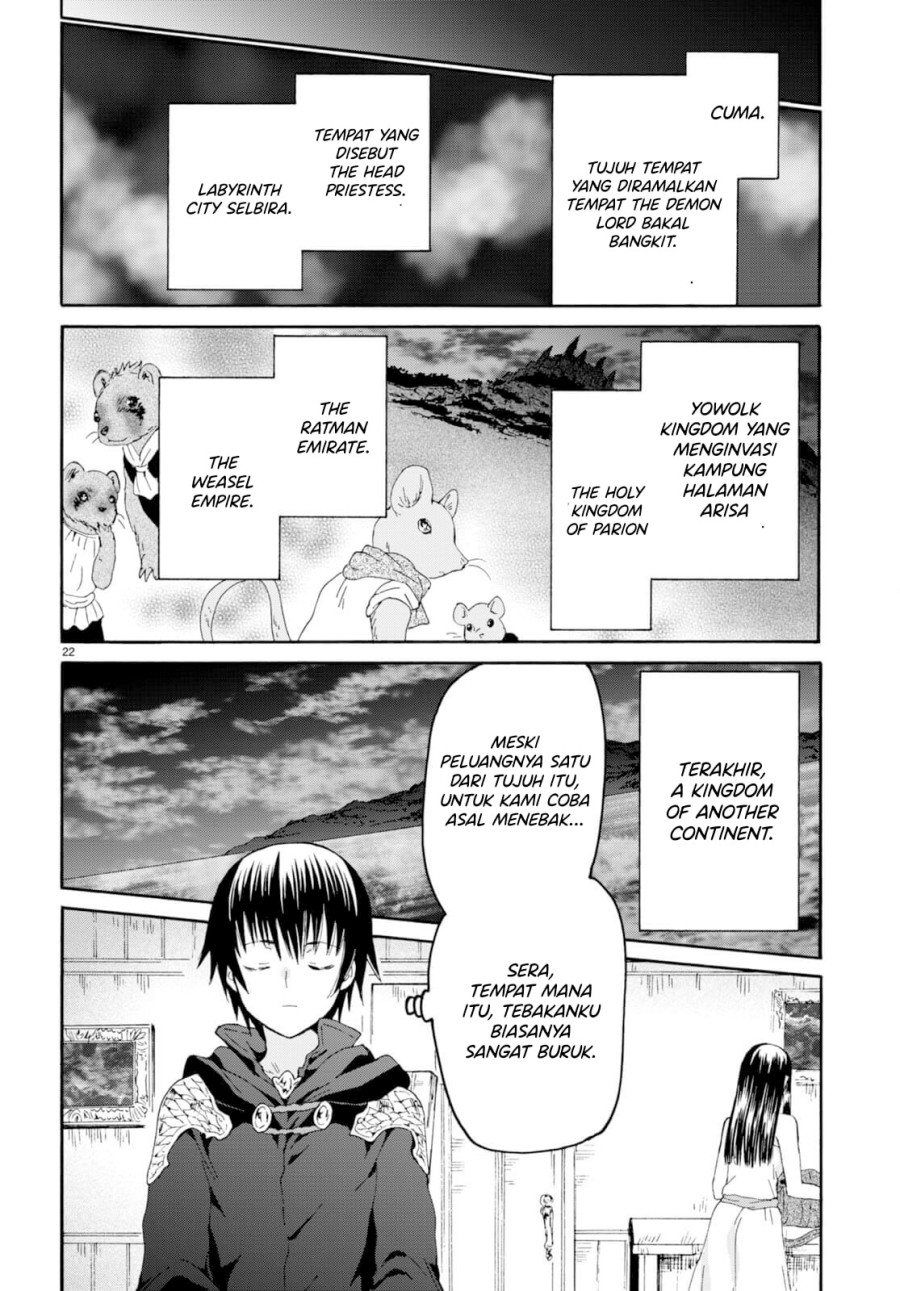 CUMA.
TUJUH TEMPAT
YANG DIRAMALKAN
TEMPAT THE DEMON
LORD BAKAL
BANGKIT.
TEMPAT YANG
DISEBUT
THE HEAD
PRIESTESS.
LABYRINTH
CITY SELBIRA.
YOWOLK
KINGDOM YANG
MENGINVASI
KAMPUNG
HALAMAN
ARISA
THE HOLY
KINGDOM
OF PARION
THE
RATMAN
EMIRATE.
THE
WEASEL
EMPIRE.
22
TERAKHIR,
A KINGDOM
OF ANOTHER
CONTINENT.
MESKI
PELUANGNYA SATU
DARI TUJUH ITU,
UNTUK KAMI COBA
ASAL MENEBAK...
SERA,
TEMPAT MANA
ITU, TEBAKANKU
BIASANYA
SANGAT BURUK.